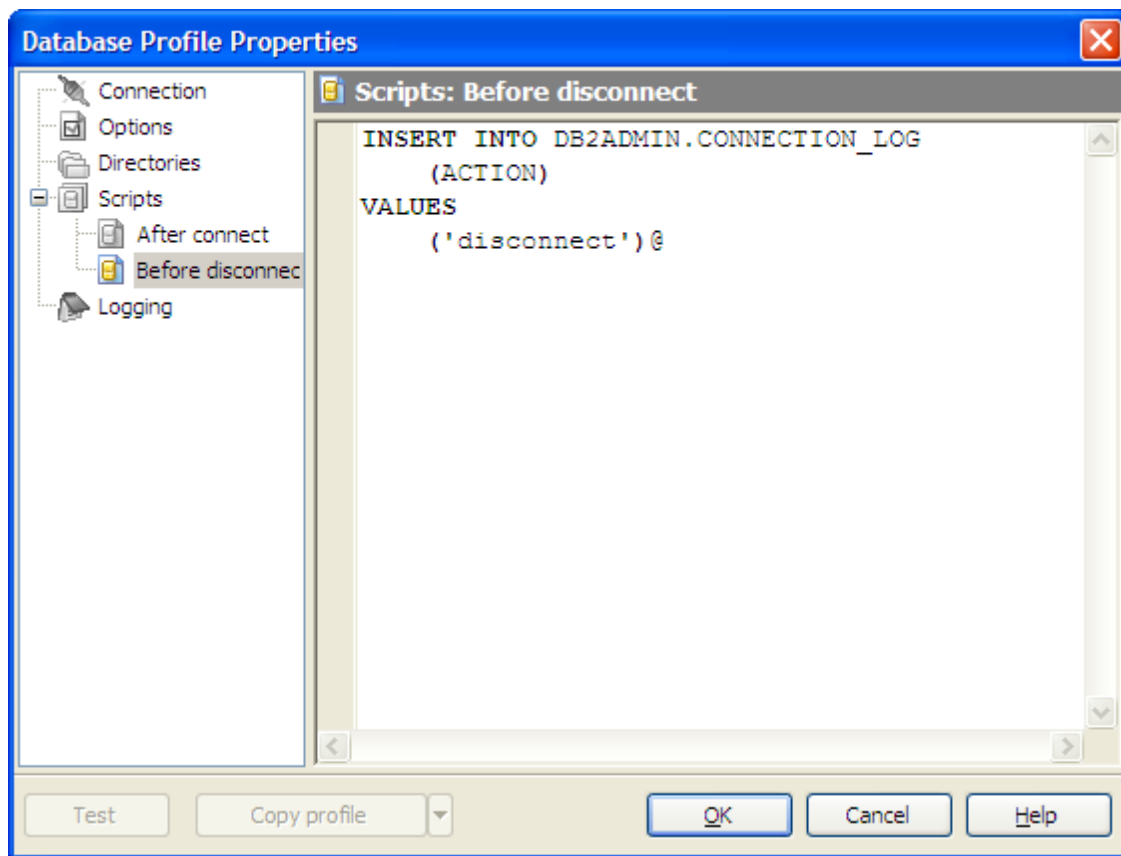 Database Profile Properties
Connection
Options
Directories
Scripts
After connect
Before disconnec
Logging
Scripts: Before disconnect
INSERT INTO DB2ADMIN.CONNECTION_LOG
(ACTION)
VALUES
('disconnect')@
Test
Copy profile
OK
Cancel
Help